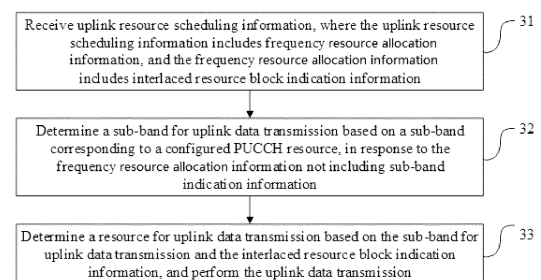 Receive uplink resource scheduling information, where the uplink resource
scheduling information includes frequency resource allocation
information, and the frequency resource allocation information
includes interlaced resource block indication information
31
Determine a sub-band for uplink data transmission based on a sub-band
corresponding to a configured PUCCH resource, in response to the
frequency resource allocation information not including sub-band
indication information
32
Determine a resource for uplink data transmission based on the sub-band for
uplink data transmission and the interlaced resource block indication
information, and perform the uplink data transmission
33